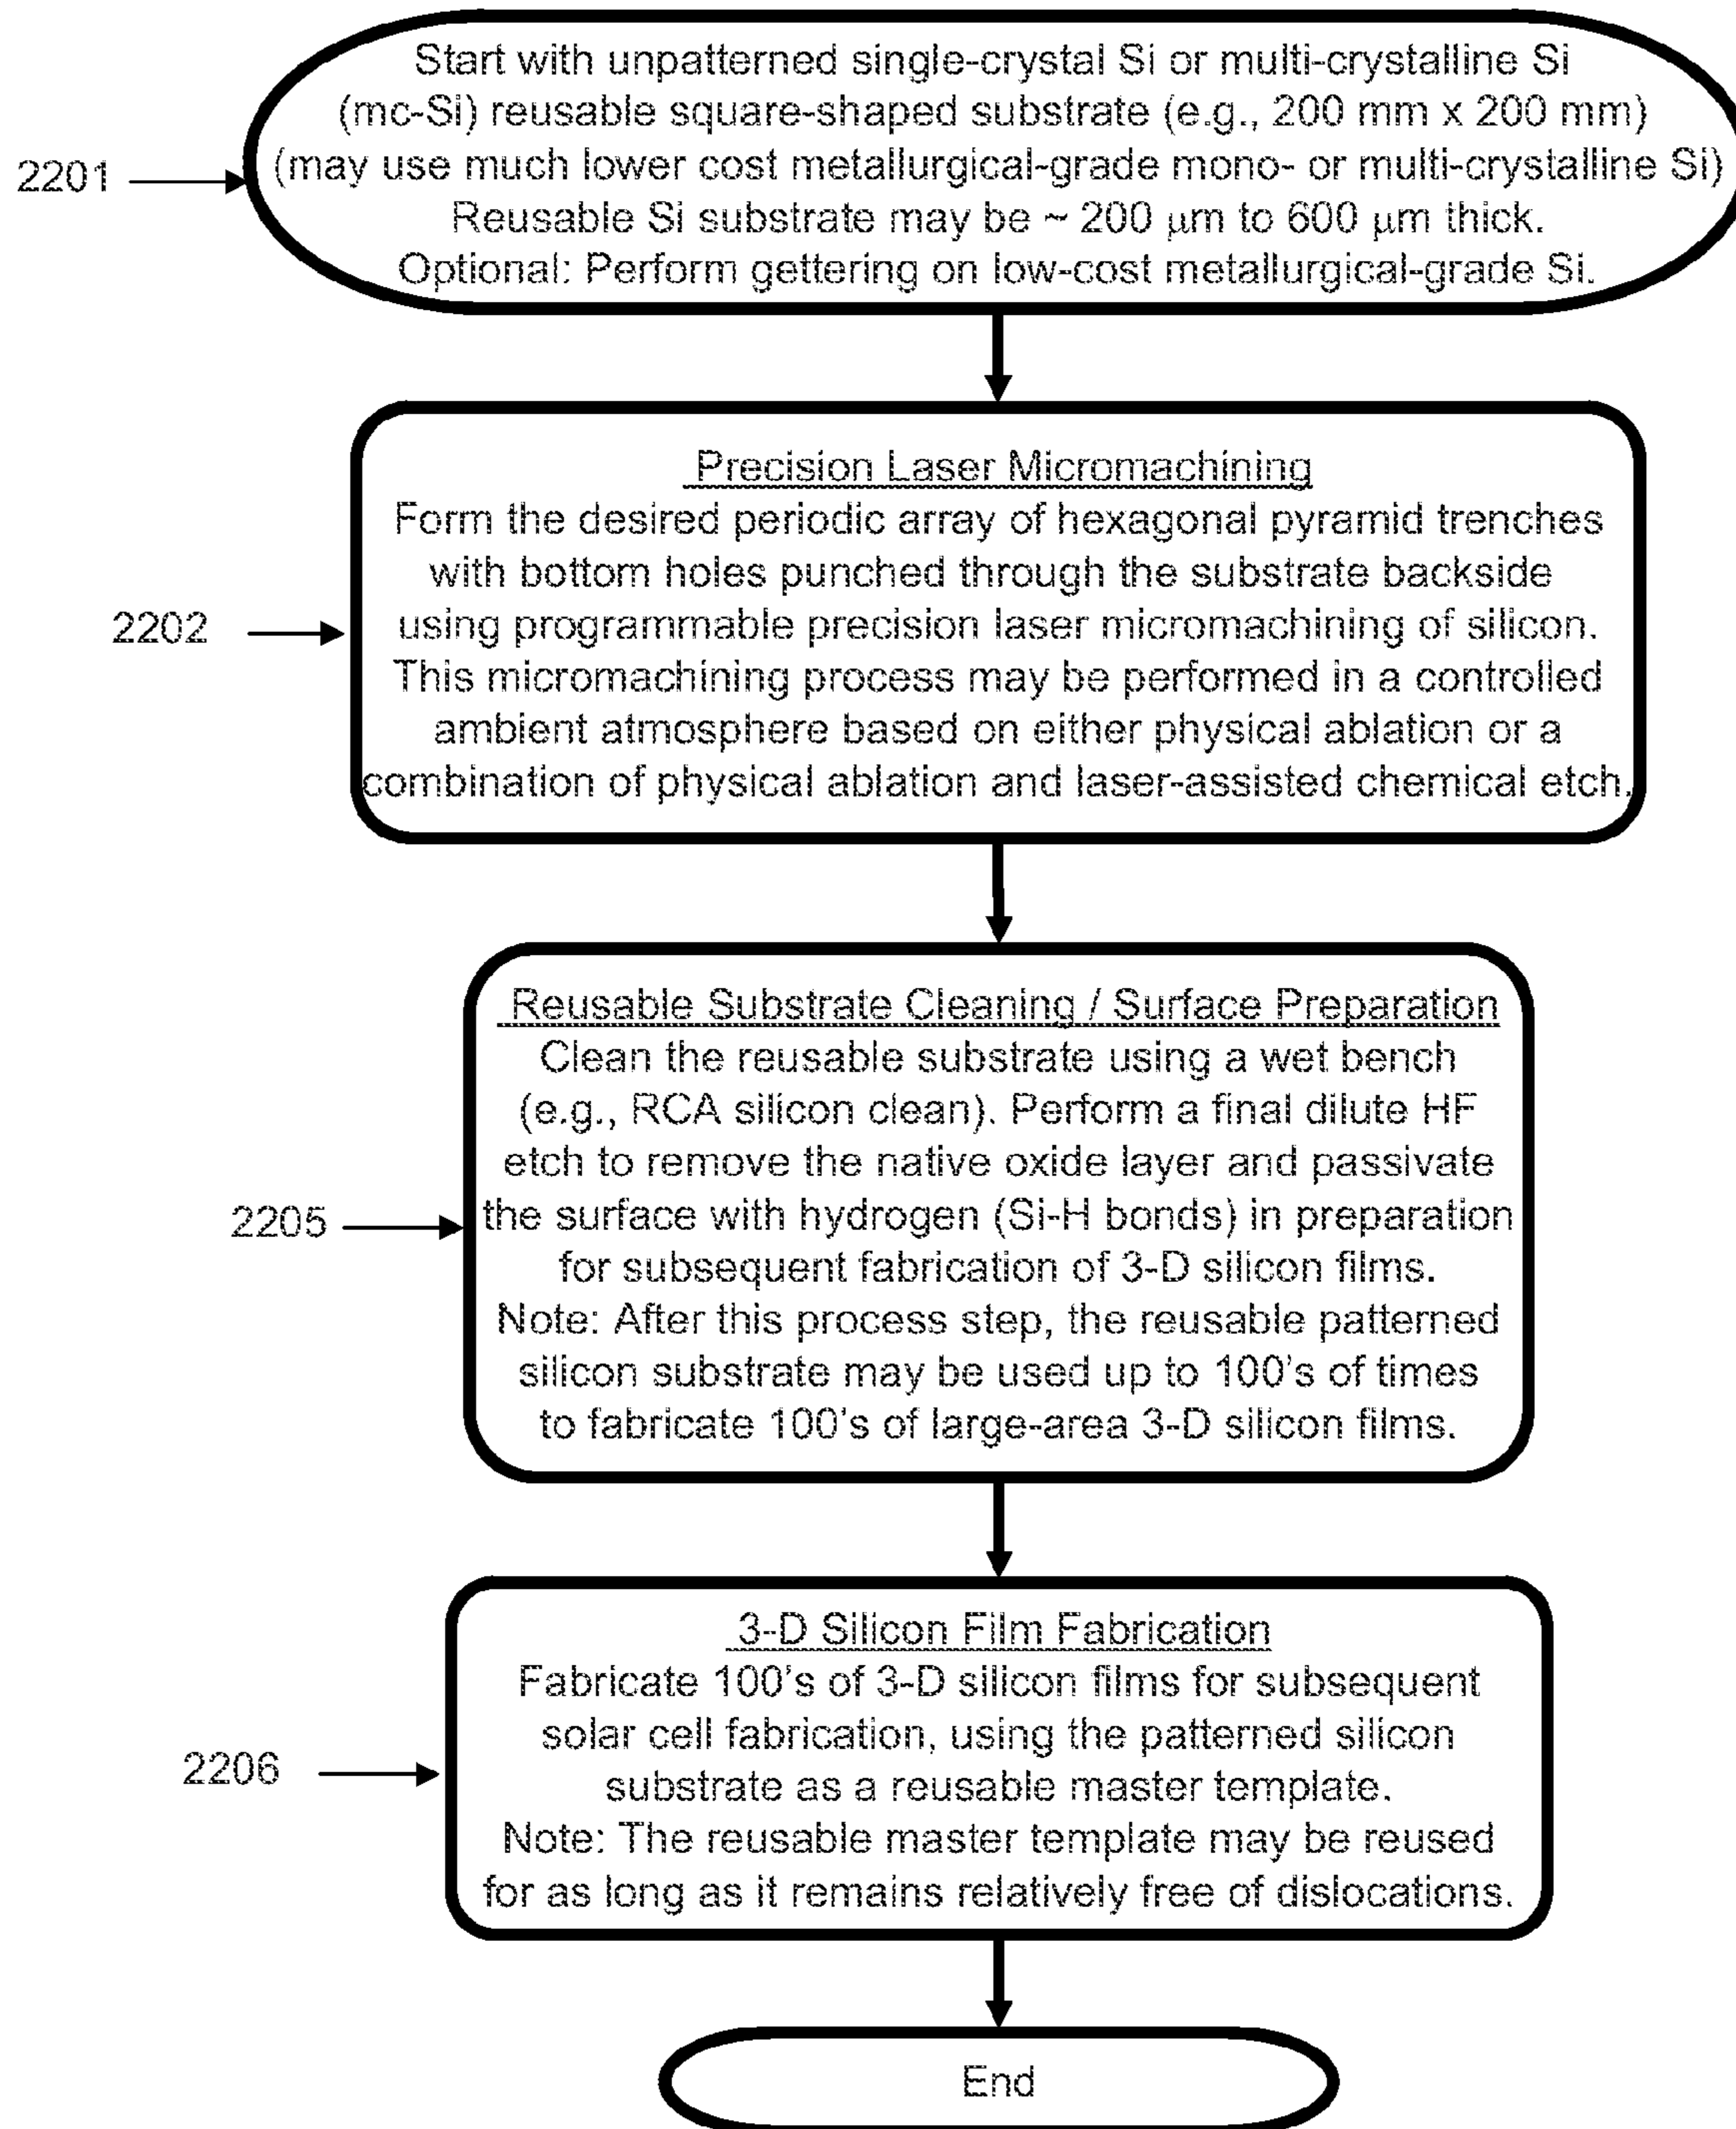 Start with unpatterned single-crystal Si or multi-crystalline Si
(mc-Si) reusable square-shaped substrate (e.g., 200 mm x 200 mm)
(may use much lower cost metallurgical-grade mono- or multi-crystalline Si)
Reusable Si substrate may be ~ 200 μm to 600 μm thick.
Optional: Perform gettering on low-cost metallurgical-grade Si.
2201
Precision Laser Micromachining
Form the desired periodic array of hexagonal pyramid trenches
with bottom holes punched through the substrate backside
using programmable precision laser micromachining of silicon.
This micromachining process may be performed in a controlled
ambient atmosphere based on either physical ablation or a
combination of physical ablation and laser-assisted chemical etch.
2202
Reusable Substrate Cleaning / Surface Preparation
Clean the reusable substrate using a wet bench
(e.g., RCA silicon clean). Perform a final dilute HF
etch to remove the native oxide layer and passivate
the surface with hydrogen (Si-H bonds) in preparation
for subsequent fabrication of 3-D silicon films.
Note: After this process step, the reusable patterned
silicon substrate may be used up to 100's of times
to fabricate 100's of large-area 3-D silicon films.
2205
3-D Silicon Film Fabrication
Fabricate 100's of 3-D silicon films for subsequent
solar cell fabrication, using the patterned silicon
substrate as a reusable master template.
Note: The reusable master template may be reused
for as long as it remains relatively free of dislocations.
2206
End